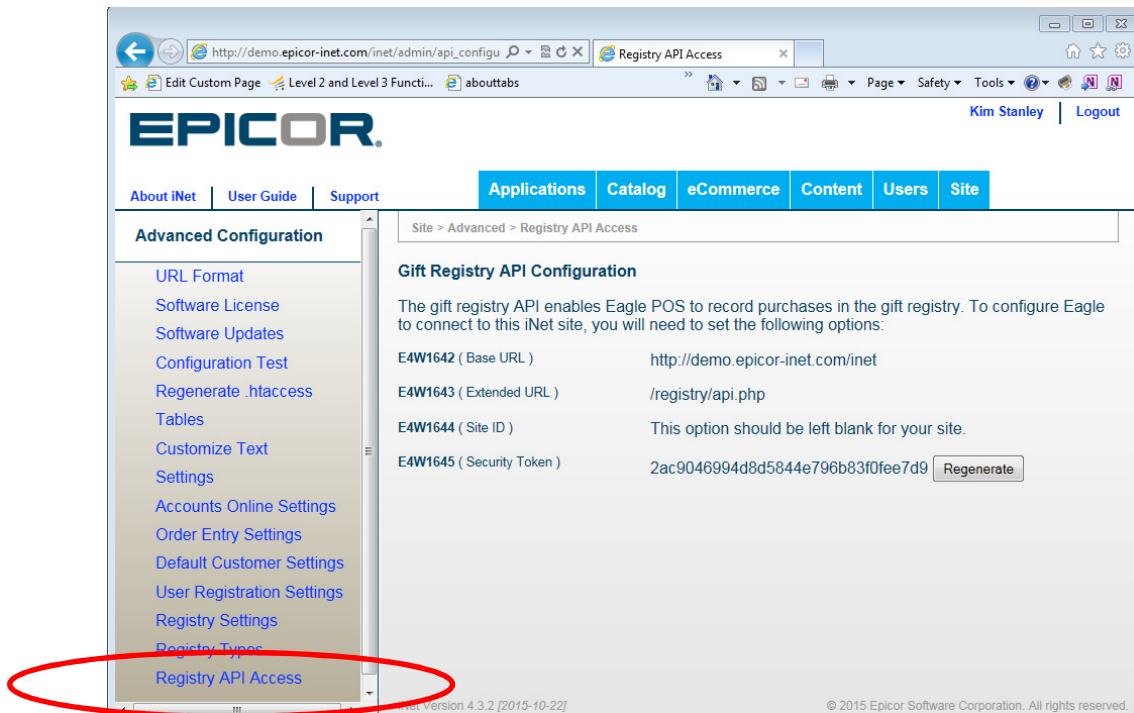 http://demo.epicor-inet.com/inet/admin/api_configu
Registry API Access
Edit Custom Page
Level 2 and Level 3 Functi...
abouttabs
Page
Safety
Tools
Kim Stanley
Logout
EPICOR
About iNet
User Guide
Support
Applications
Catalog
eCommerce
Content
Users
Site
Advanced Configuration
URL Format
Software License
Software Updates
Configuration Test
Regenerate .htaccess
Tables
Customize Text
Settings
Accounts Online Settings
Order Entry Settings
Default Customer Settings
User Registration Settings
Registry Settings
Registry Types
Registry API Access
Site > Advanced > Registry API Access
Gift Registry API Configuration
The gift registry API enables Eagle POS to record purchases in the gift registry. To configure Eagle
to connect to this iNet site, you will need to set the following options:
E4W1642 ( Base URL ) http://demo.epicor-inet.com/inet
E4W1643 ( Extended URL ) /registry/api.php
E4W1644 ( Site ID ) This option should be left blank for your site.
E4W1645 ( Security Token ) 2ac9046994d8d5844e796b83f0fee7d9 Regenerate
iNet Version 4.3.2 [2015-10-22]
© 2015 Epicor Software Corporation. All rights reserved.